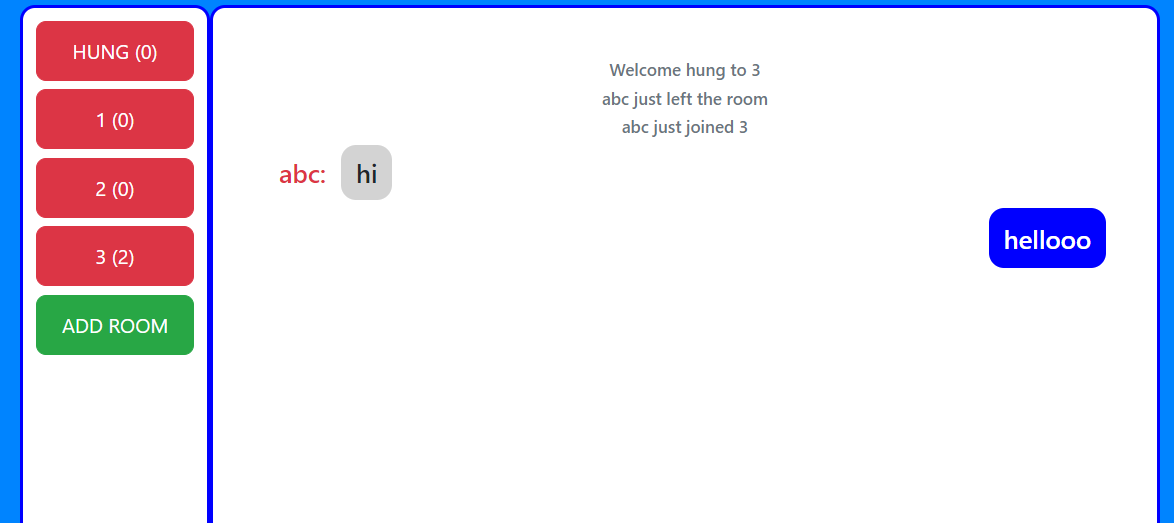 HUNG (0)
1 (0)
2 (0)
3 (2)
ADD ROOM
Welcome hung to 3
abc just left the room
abc just joined 3
abc: hi
hellooo